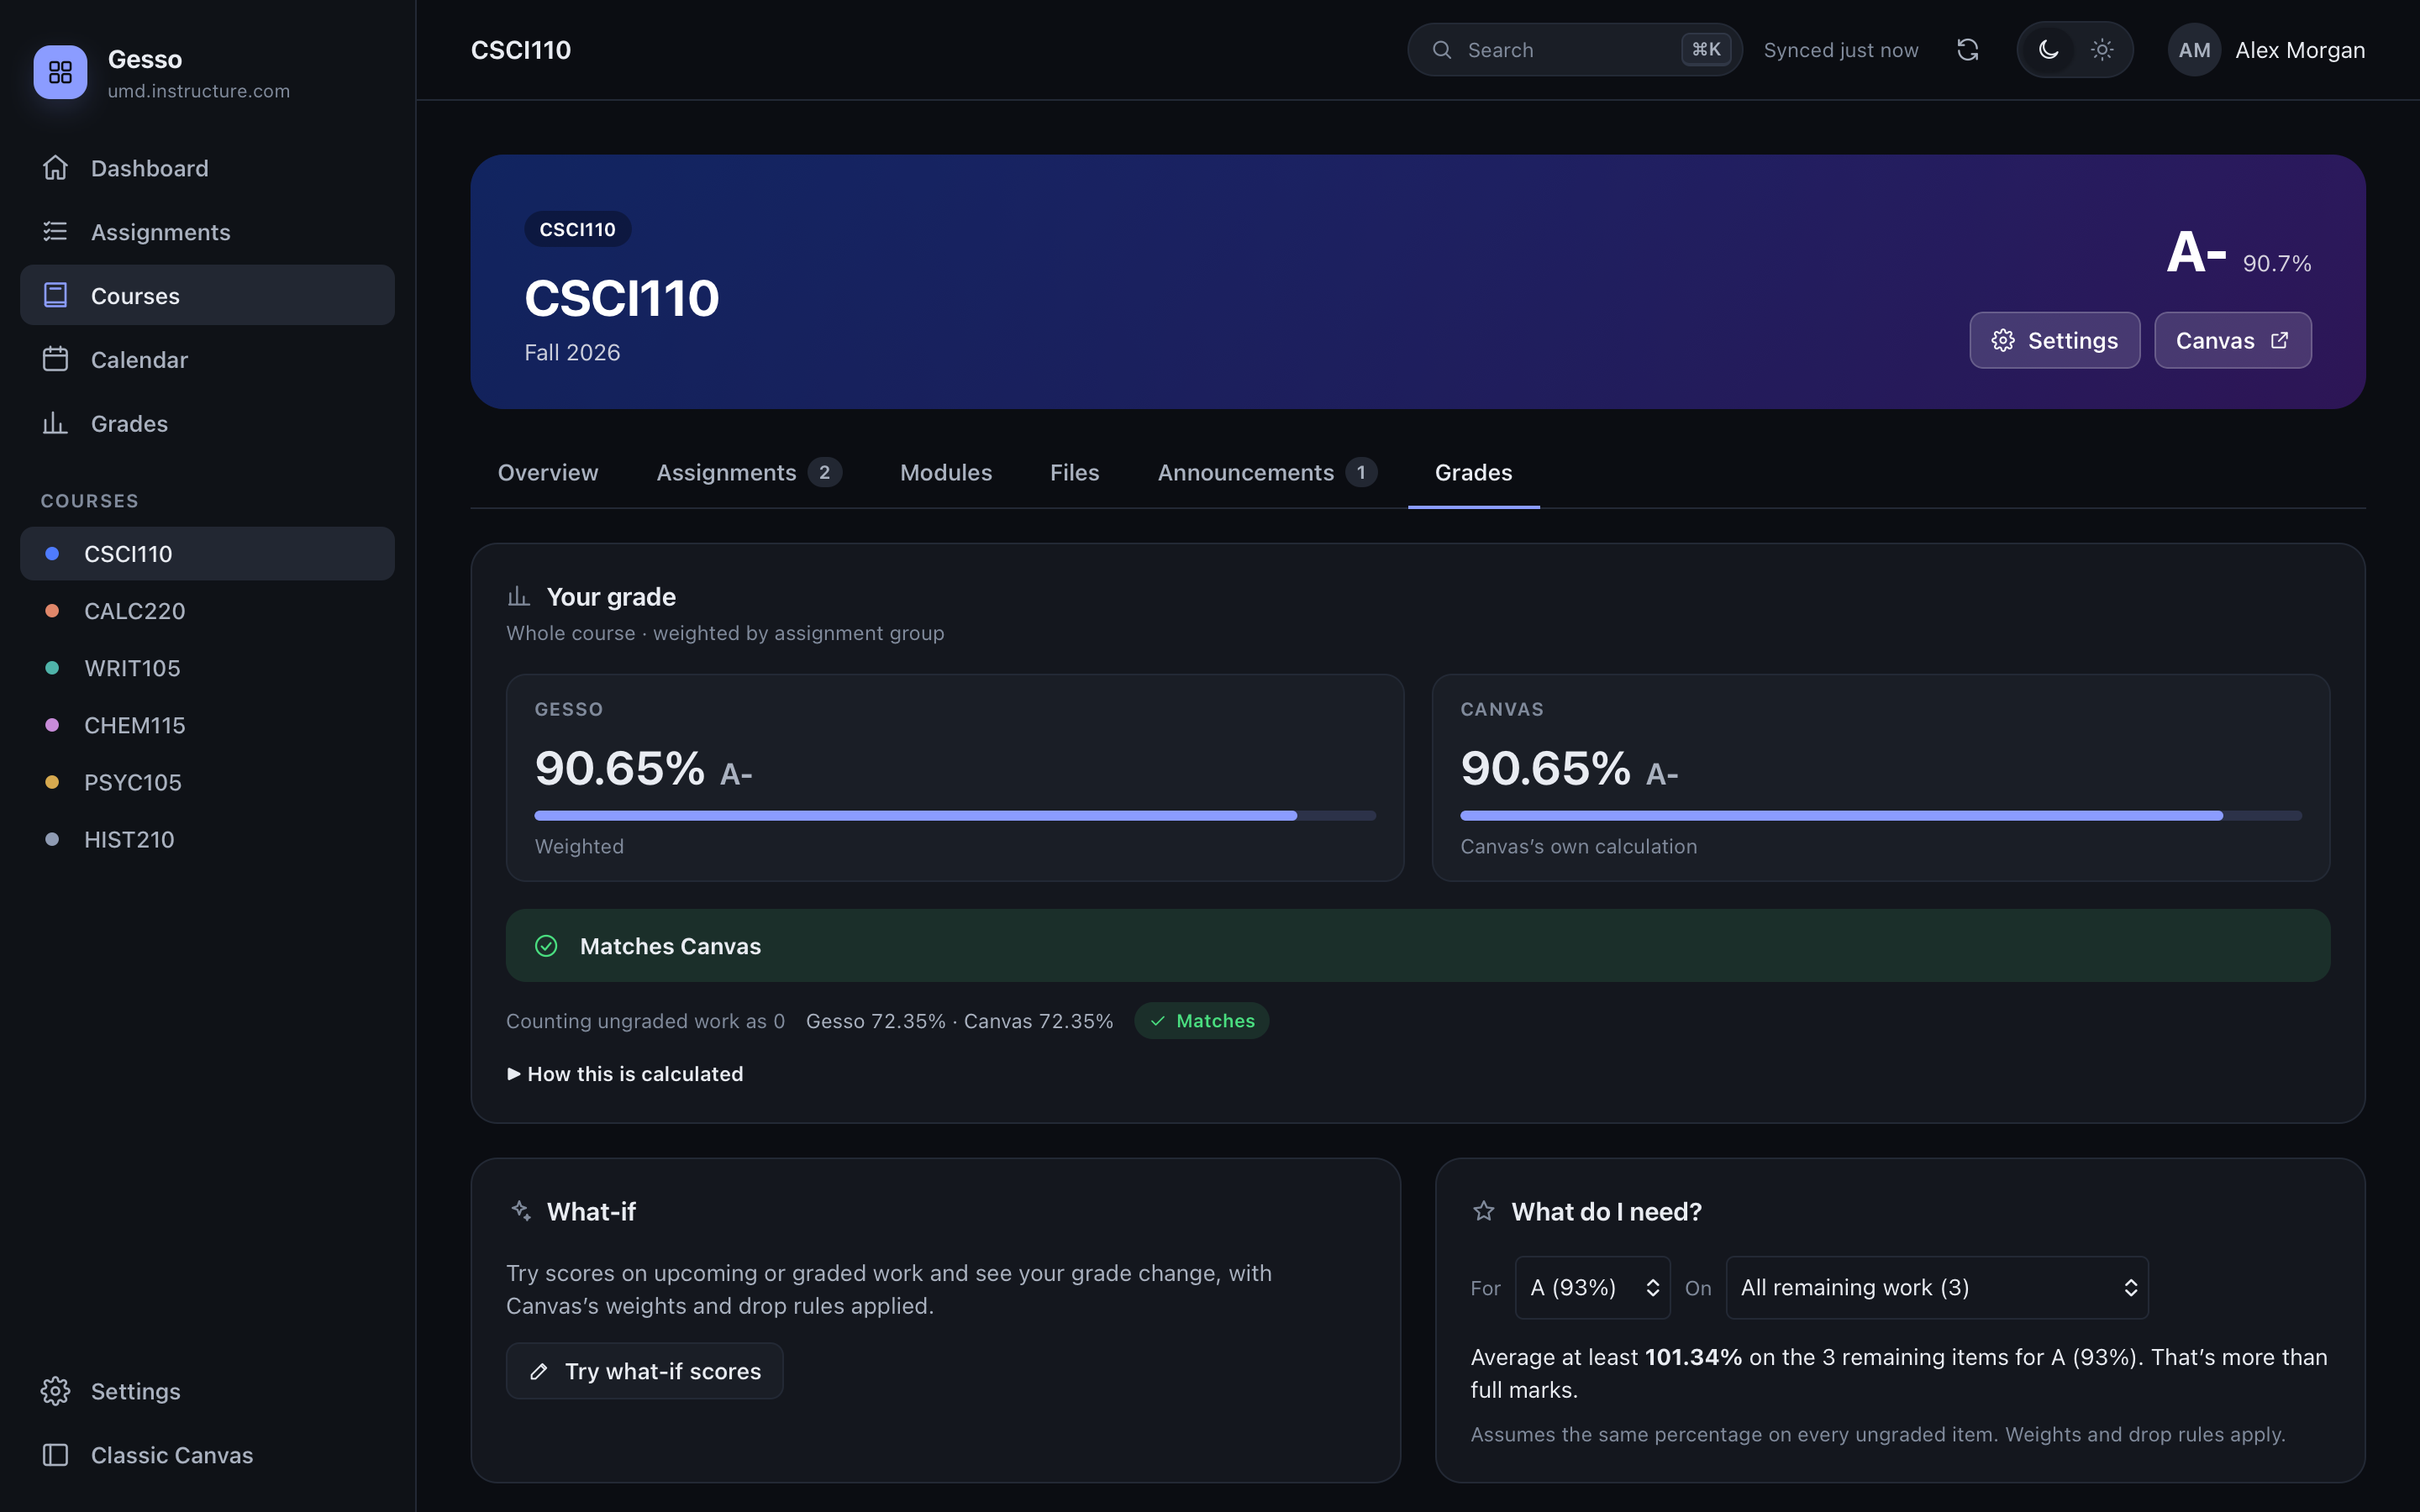 Gesso
umd.instructure.com
Dashboard
Assignments
Courses
Calendar
Grades
COURSES
CSCI110
CALC220
WRIT105
CHEM115
PSYC105
HIST210
Settings
Classic Canvas
CSCI110
Search
⌘K
Synced just now
AM
Alex Morgan
CSCI110
CSCI110
Fall 2026
A- 90.7%
Settings
Canvas
Overview
Assignments 2
Modules
Files
Announcements 1
Grades
Your grade
Whole course · weighted by assignment group
GESSO
90.65% A-
Weighted
CANVAS
90.65% A-
Canvas’s own calculation
Matches Canvas
Counting ungraded work as 0 Gesso 72.35% · Canvas 72.35% Matches
How this is calculated
What-if
Try scores on upcoming or graded work and see your grade change, with
Canvas’s weights and drop rules applied.
Try what-if scores
What do I need?
For A (93%) On All remaining work (3)
Average at least 101.34% on the 3 remaining items for A (93%). That’s more than
full marks.
Assumes the same percentage on every ungraded item. Weights and drop rules apply.